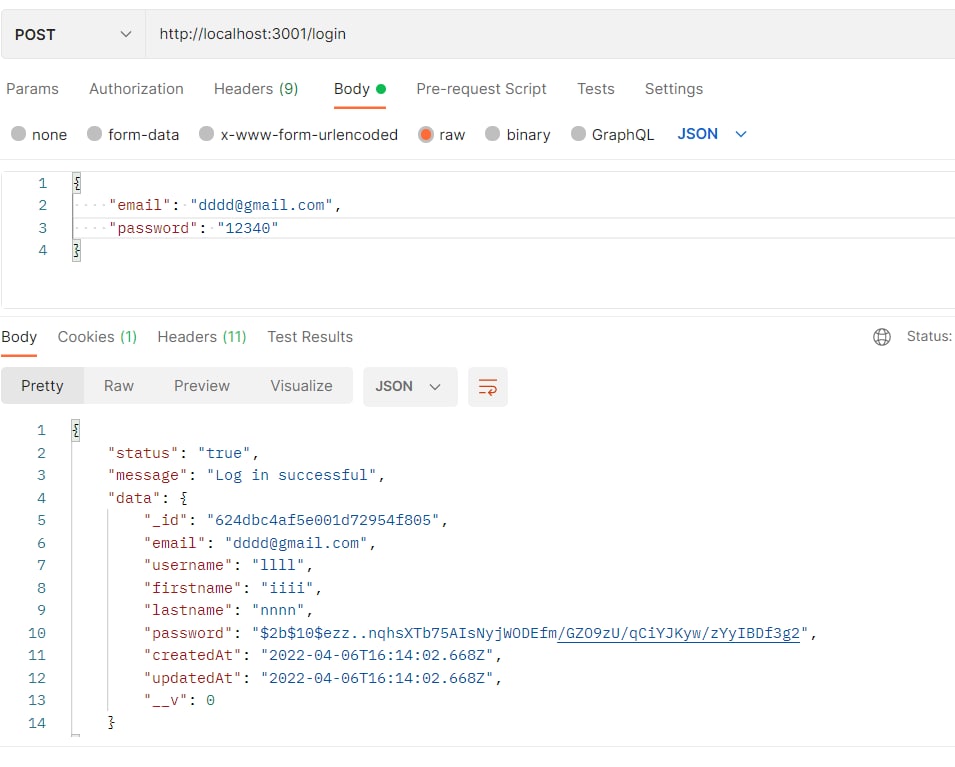 POST http://localhost:3001/login
Params Authorization Headers (9) Body Pre-request Script Tests Settings
none form-data x-www-form-urlencoded raw binary GraphQL JSON
1 {
2 "email": "dddd@gmail.com",
3 "password": "12340"
4 }
Body Cookies (1) Headers (11) Test Results Status:
Pretty Raw Preview Visualize JSON
1 {
2 "status": "true",
3 "message": "Log in successful",
4 "data": {
5 "_id": "624dbc4af5e001d72954f805",
6 "email": "dddd@gmail.com",
7 "username": "llll",
8 "firstname": "iiii",
9 "lastname": "nnnn",
10 "password": "$2b$10$ezz..nqhsXTb75AIsNyjWODEfm/GZO9zU/qCiYJKyw/zYyIBDf3g2",
11 "createdAt": "2022-04-06T16:14:02.668Z",
12 "updatedAt": "2022-04-06T16:14:02.668Z",
13 "__v": 0
14 }